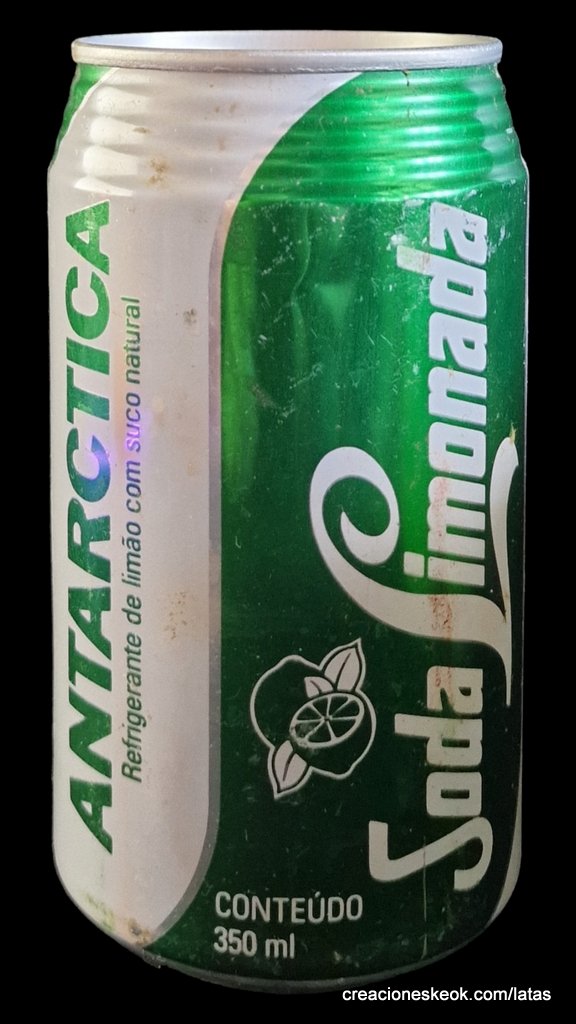 ANTARCTICA
Refrigerante de limão com suco natural
Soda Limonada
CONTEÚDO
350 ml
creacioneskeok.com/latas